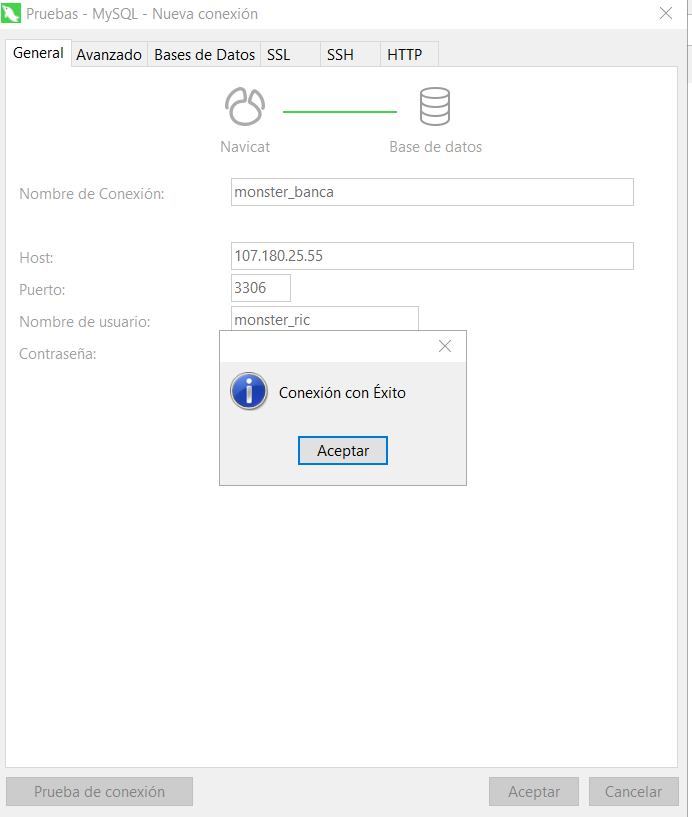 Pruebas - MySQL - Nueva conexión
General Avanzado Bases de Datos SSL SSH HTTP
Navicat Base de datos
Nombre de Conexión: monster_banca
Host: 107.180.25.55
Puerto: 3306
Nombre de usuario: monster_ric
Contraseña:
Conexión con Éxito
Aceptar
Prueba de conexión Aceptar Cancelar